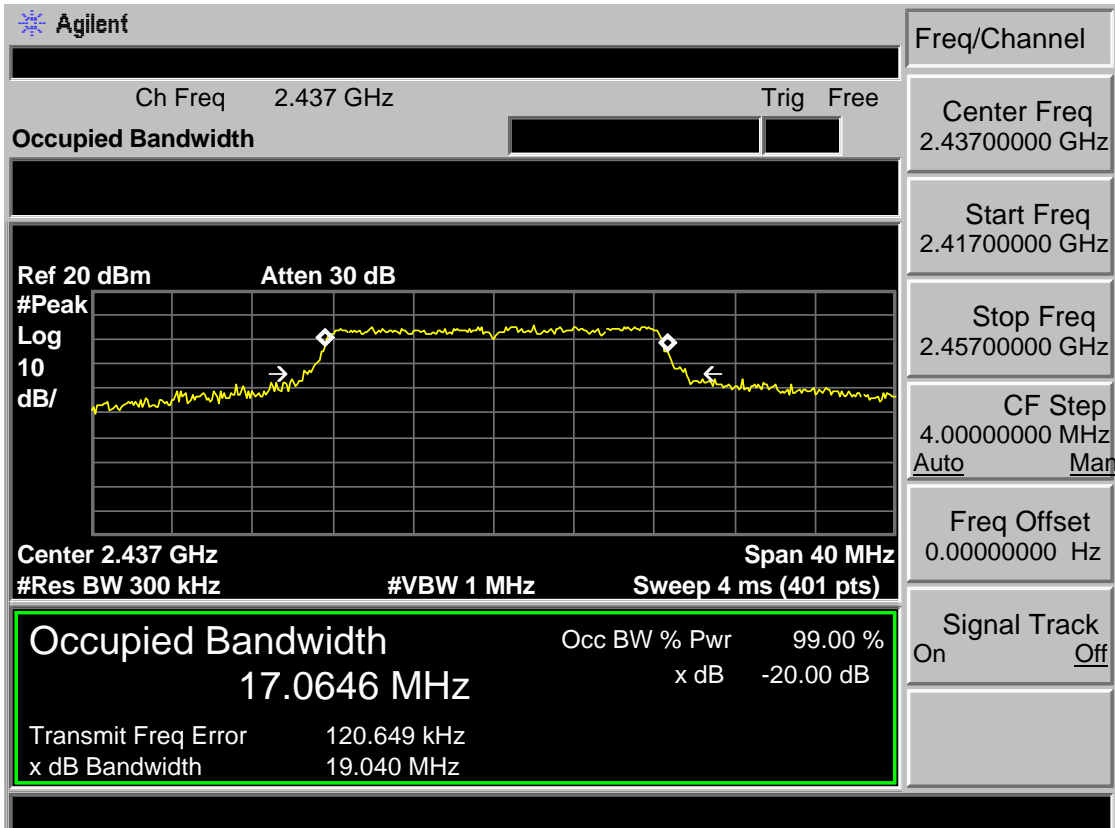 Agilent
Freq/Channel
Ch Freq 2.437 GHz Trig Free
Occupied Bandwidth
Center Freq
2.43700000 GHz
Start Freq
2.41700000 GHz
Stop Freq
2.45700000 GHz
CF Step
4.00000000 MHz
Auto Man
Freq Offset
0.00000000 Hz
Signal Track
On Off
Ref 20 dBm Atten 30 dB
#Peak
Log
10
dB/
Center 2.437 GHz Span 40 MHz
#Res BW 300 kHz #VBW 1 MHz Sweep 4 ms (401 pts)
Occupied Bandwidth Occ BW % Pwr 99.00 %
17.0646 MHz x dB -20.00 dB
Transmit Freq Error 120.649 kHz
x dB Bandwidth 19.040 MHz